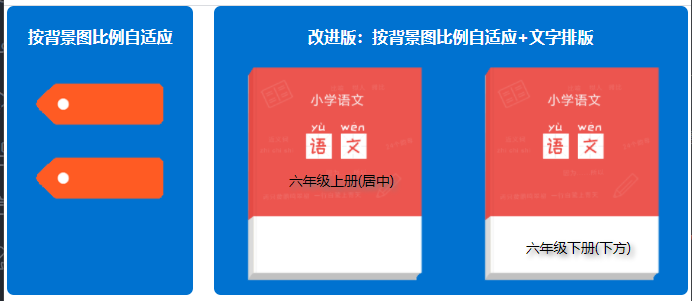 按背景图比例自适应
改进版：按背景图比例自适应+文字排版
小学语文
yǔ wén
语文
六年级上册(居中)
小学语文
yǔ wén
语文
六年级下册(下方)